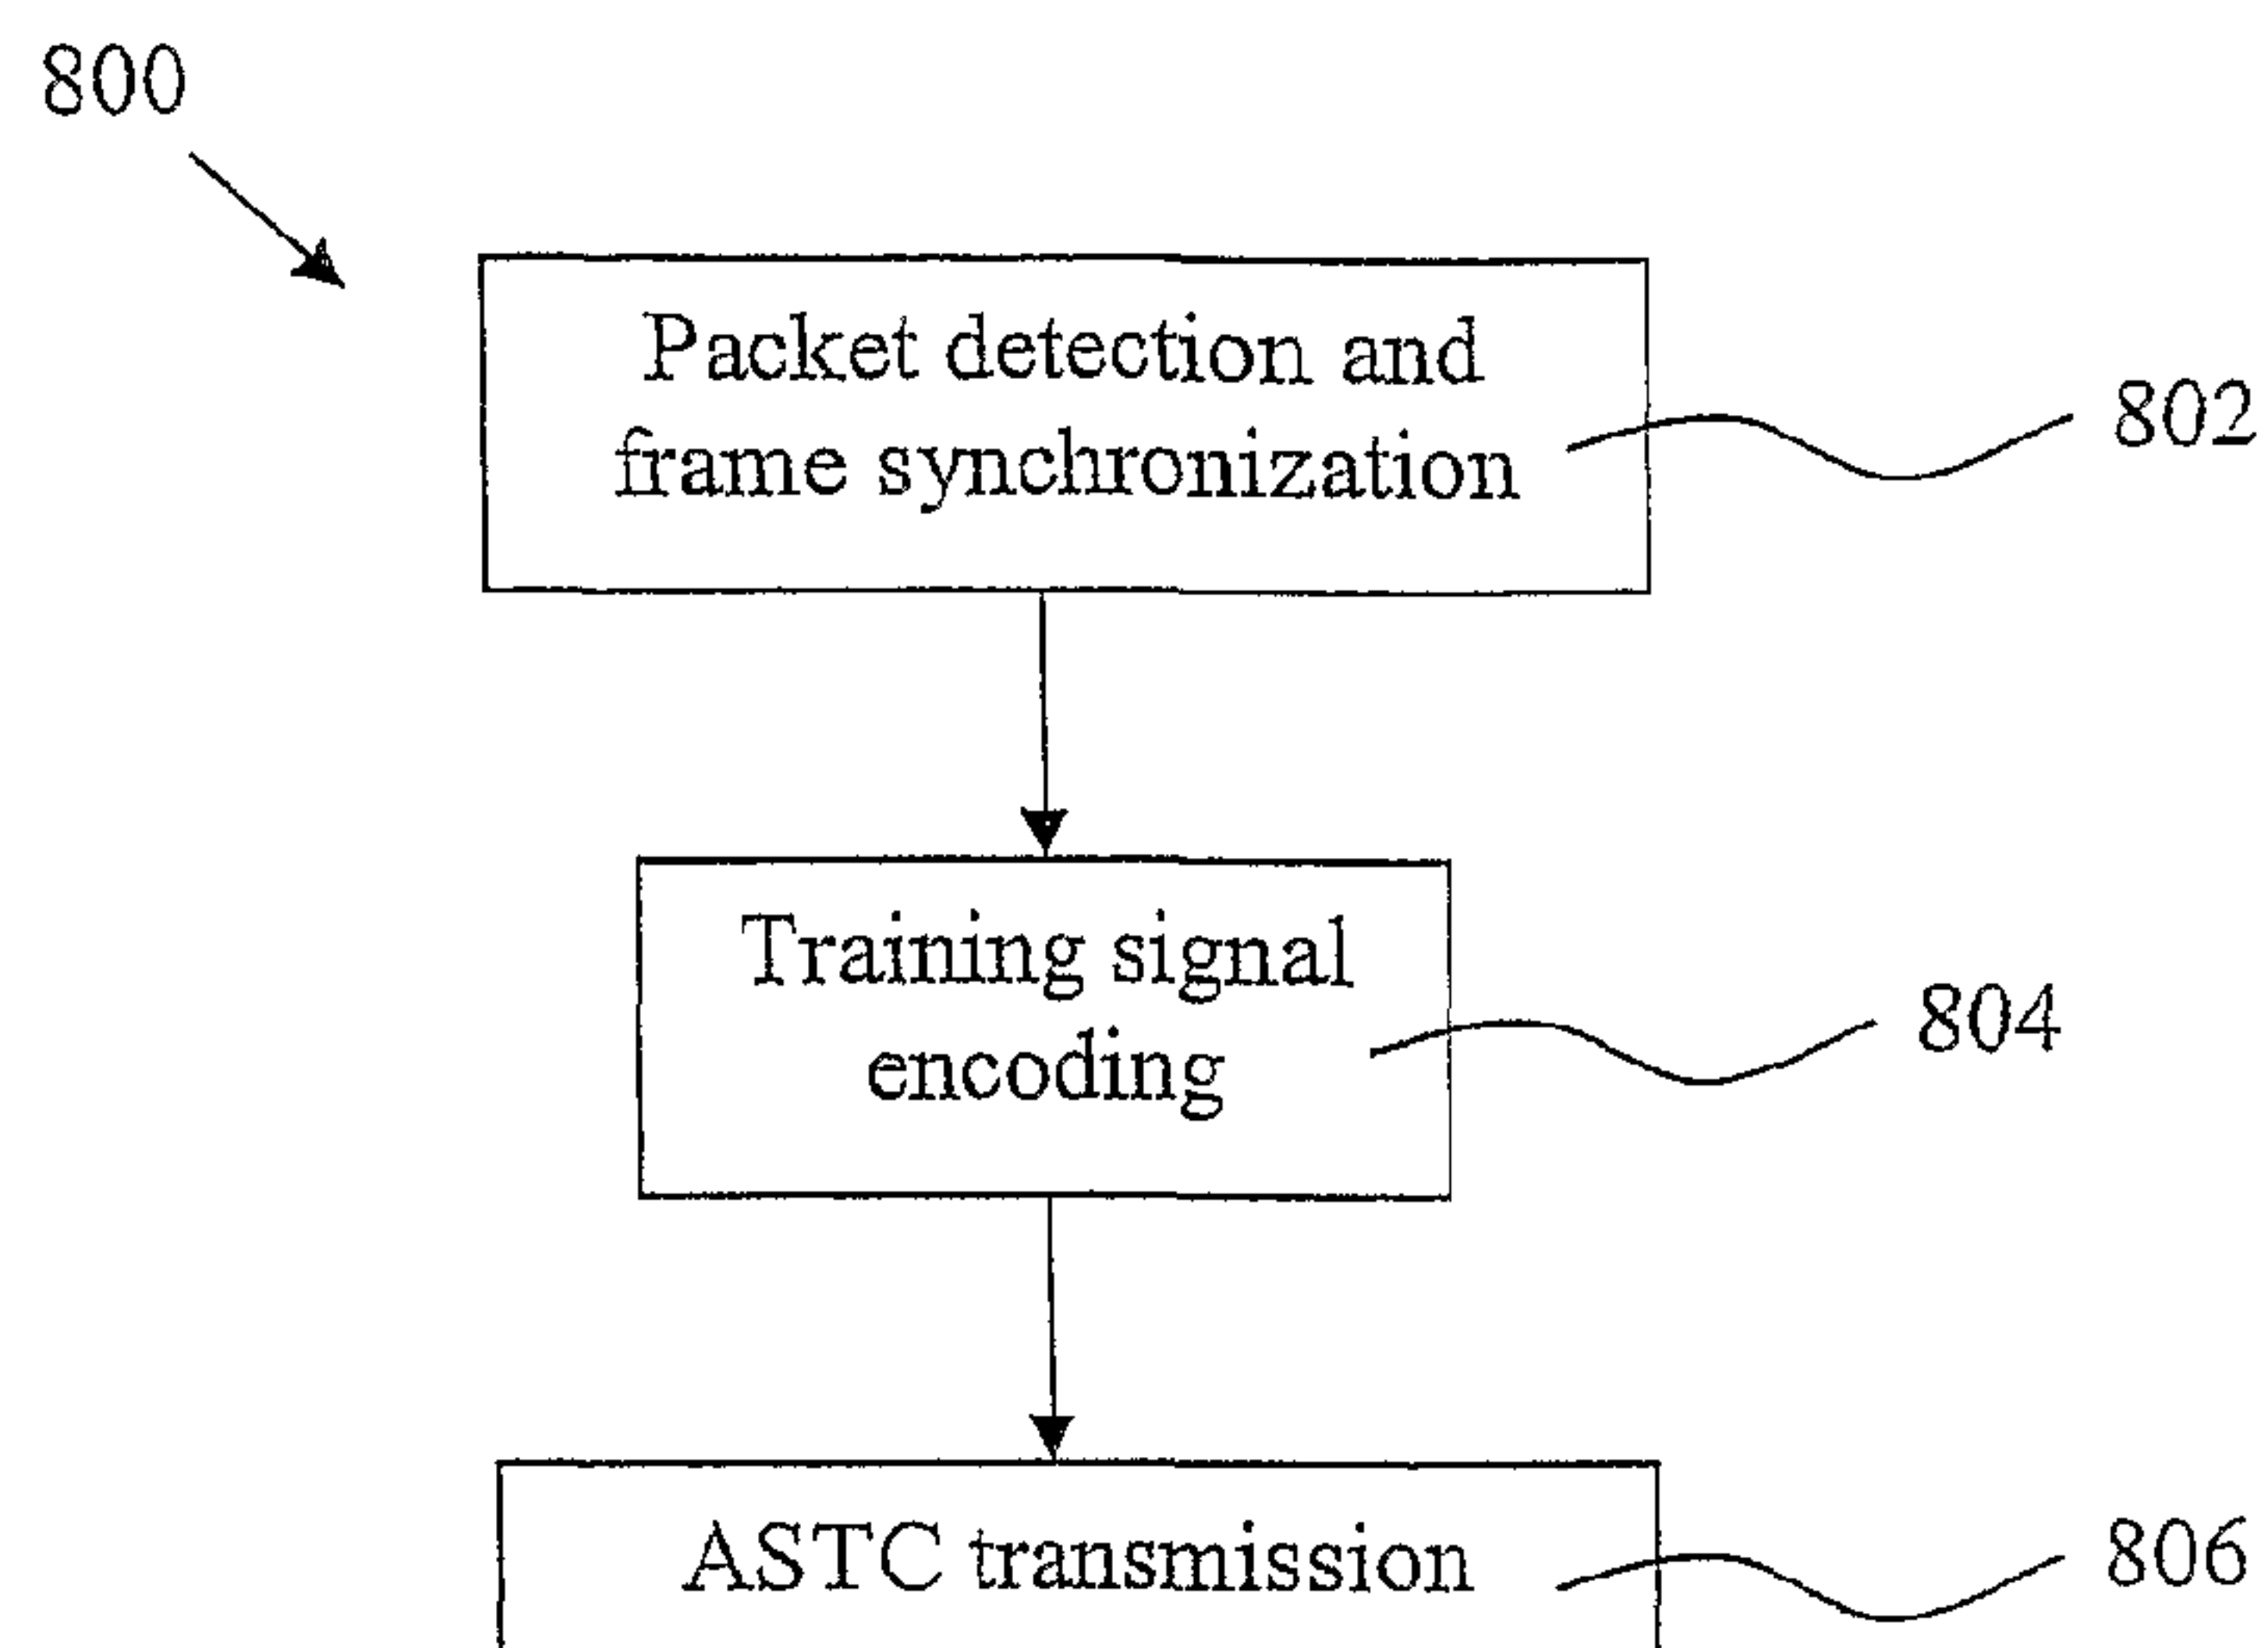 800
Packet detection and
frame synchronization
802
Training signal
encoding
804
ASTC transmission
806